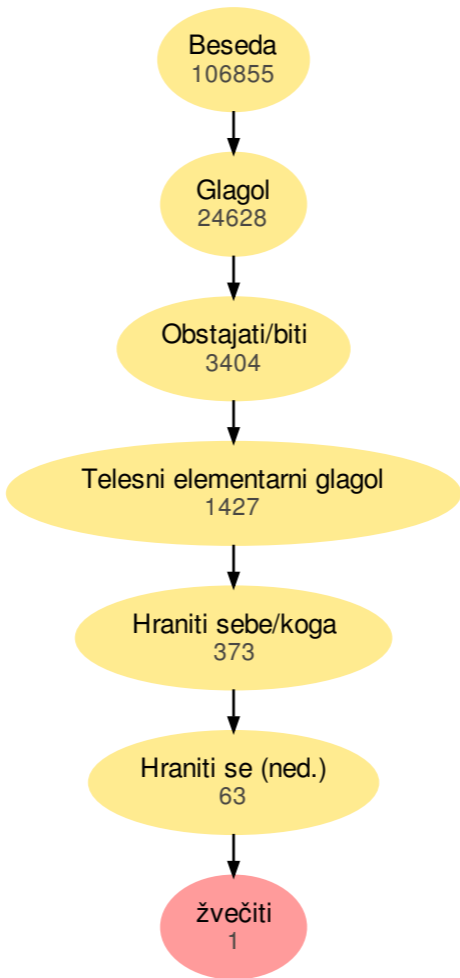 Beseda
106855
Glagol
24628
Obstajati/biti
3404
Telesni elementarni glagol
1427
Hraniti sebe/koga
373
Hraniti se (ned.)
63
žvečiti
1